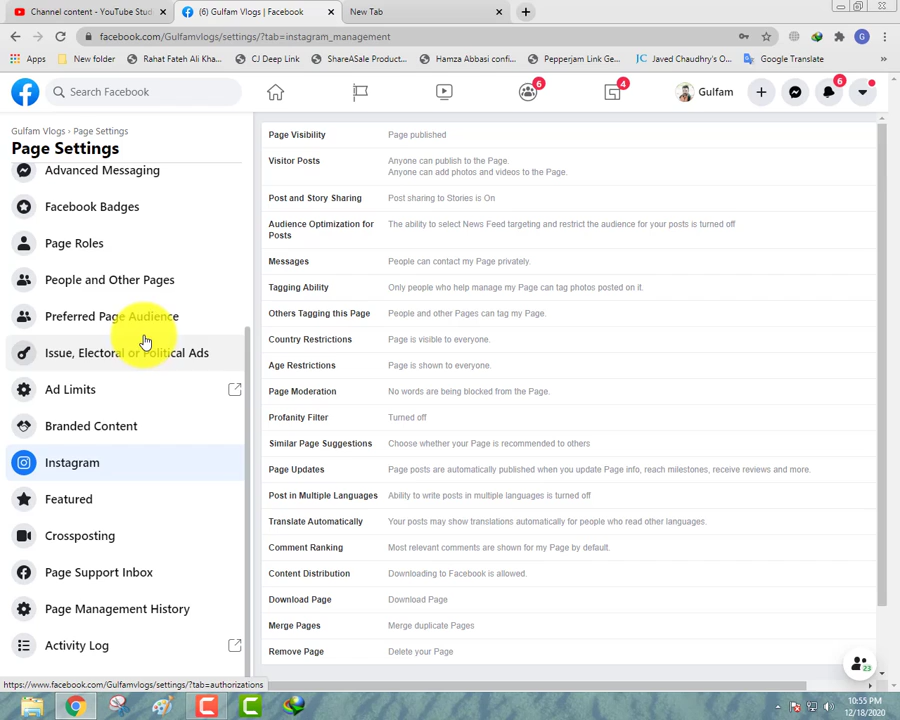 Channel content - YouTube Stud
(6) Gulfam Vlogs | Facebook
New Tab
facebook.com/Gulfamvlogs/settings/?tab=instagram_management
Apps
New folder
Rahat Fateh Ali Kha...
CJ Deep Link
ShareASale Product...
Hamza Abbasi confi...
Pepperjam Link Ge...
Javed Chaudhry's O...
Google Translate
Search Facebook
6
4
Gulfam
6
Gulfam Vlogs › Page Settings
Page Settings
Advanced Messaging
Facebook Badges
Page Roles
People and Other Pages
Preferred Page Audience
Issue, Electoral or Political Ads
Ad Limits
Branded Content
Instagram
Featured
Crossposting
Page Support Inbox
Page Management History
Activity Log
Page Visibility Page published
Visitor Posts Anyone can publish to the Page.
Anyone can add photos and videos to the Page.
Post and Story Sharing Post sharing to Stories is On
Audience Optimization for The ability to select News Feed targeting and restrict the audience for your posts is turned off
Posts
Messages People can contact my Page privately.
Tagging Ability Only people who help manage my Page can tag photos posted on it.
Others Tagging this Page People and other Pages can tag my Page.
Country Restrictions Page is visible to everyone.
Age Restrictions Page is shown to everyone.
Page Moderation No words are being blocked from the Page.
Profanity Filter Turned off
Similar Page Suggestions Choose whether your Page is recommended to others
Page Updates Page posts are automatically published when you update Page info, reach milestones, receive reviews and more.
Post in Multiple Languages Ability to write posts in multiple languages is turned off
Translate Automatically Your posts may show translations automatically for people who read other languages.
Comment Ranking Most relevant comments are shown for my Page by default.
Content Distribution Downloading to Facebook is allowed.
Download Page Download Page
Merge Pages Merge duplicate Pages
Remove Page Delete your Page
23
https://www.facebook.com/Gulfamvlogs/settings/?tab=authorizations
10:55 PM
12/18/2020